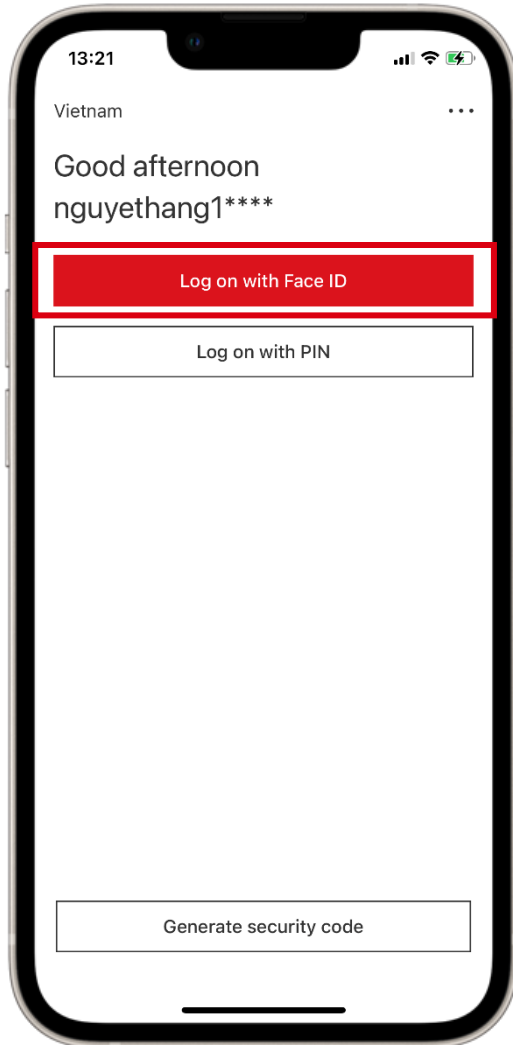 13:21
Vietnam
Good afternoon
nguyethang1****
Log on with Face ID
Log on with PIN
Generate security code